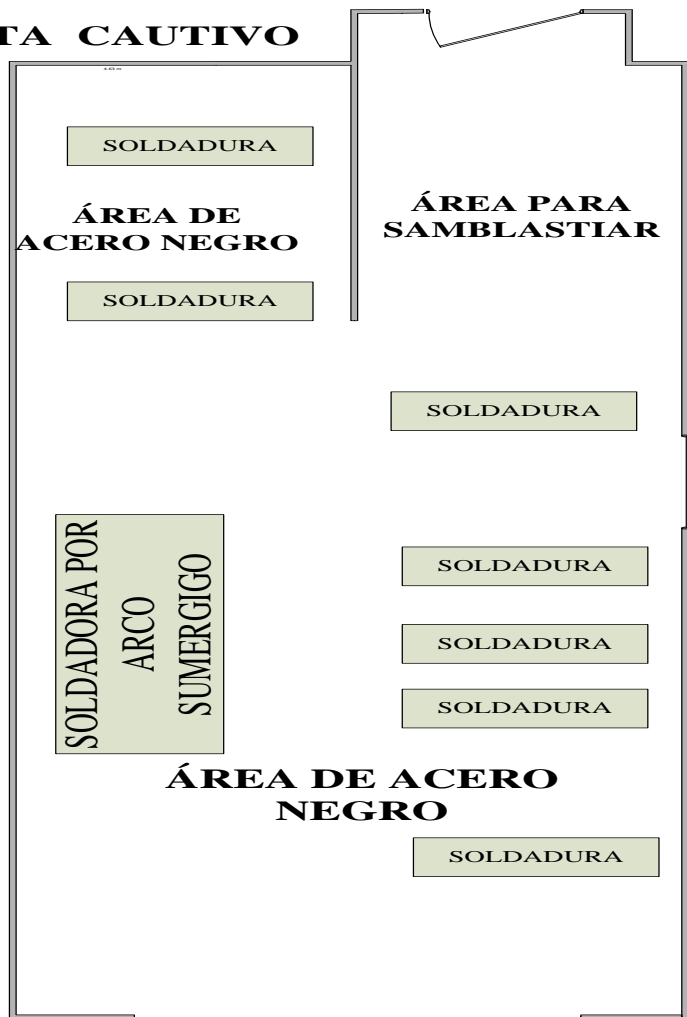 TA CAUTIVO
SOLDADURA
ÁREA DE
ACERO NEGRO
ÁREA PARA
SAMBLASTIAR
SOLDADURA
SOLDADURA
SOLDADORA POR
ARCO
SUMERGIGO
SOLDADURA
SOLDADURA
SOLDADURA
ÁREA DE ACERO
NEGRO
SOLDADURA